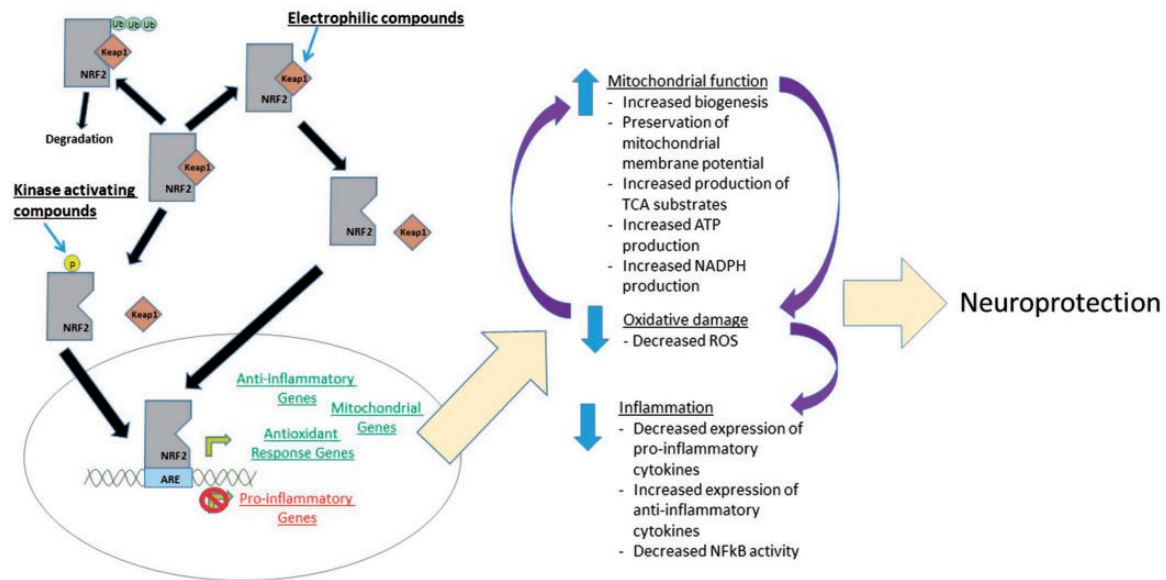 Electrophilic compounds
Ub Ub Ub
Keap1
NRF2
Keap1
NRF2
Degradation
Keap1
NRF2
Kinase activating
compounds
P
NRF2
Keap1
NRF2
Keap1
Anti-inflammatory
Genes
Mitochondrial
Genes
Antioxidant
Response Genes
NRF2
ARE
Pro-inflammatory
Genes
Mitochondrial function
- Increased biogenesis
- Preservation of
mitochondrial
membrane potential
- Increased production of
TCA substrates
- Increased ATP
production
- Increased NADPH
production
Oxidative damage
- Decreased ROS
Inflammation
- Decreased expression of
pro-inflammatory
cytokines
- Increased expression of
anti-inflammatory
cytokines
- Decreased NFkB activity
Neuroprotection